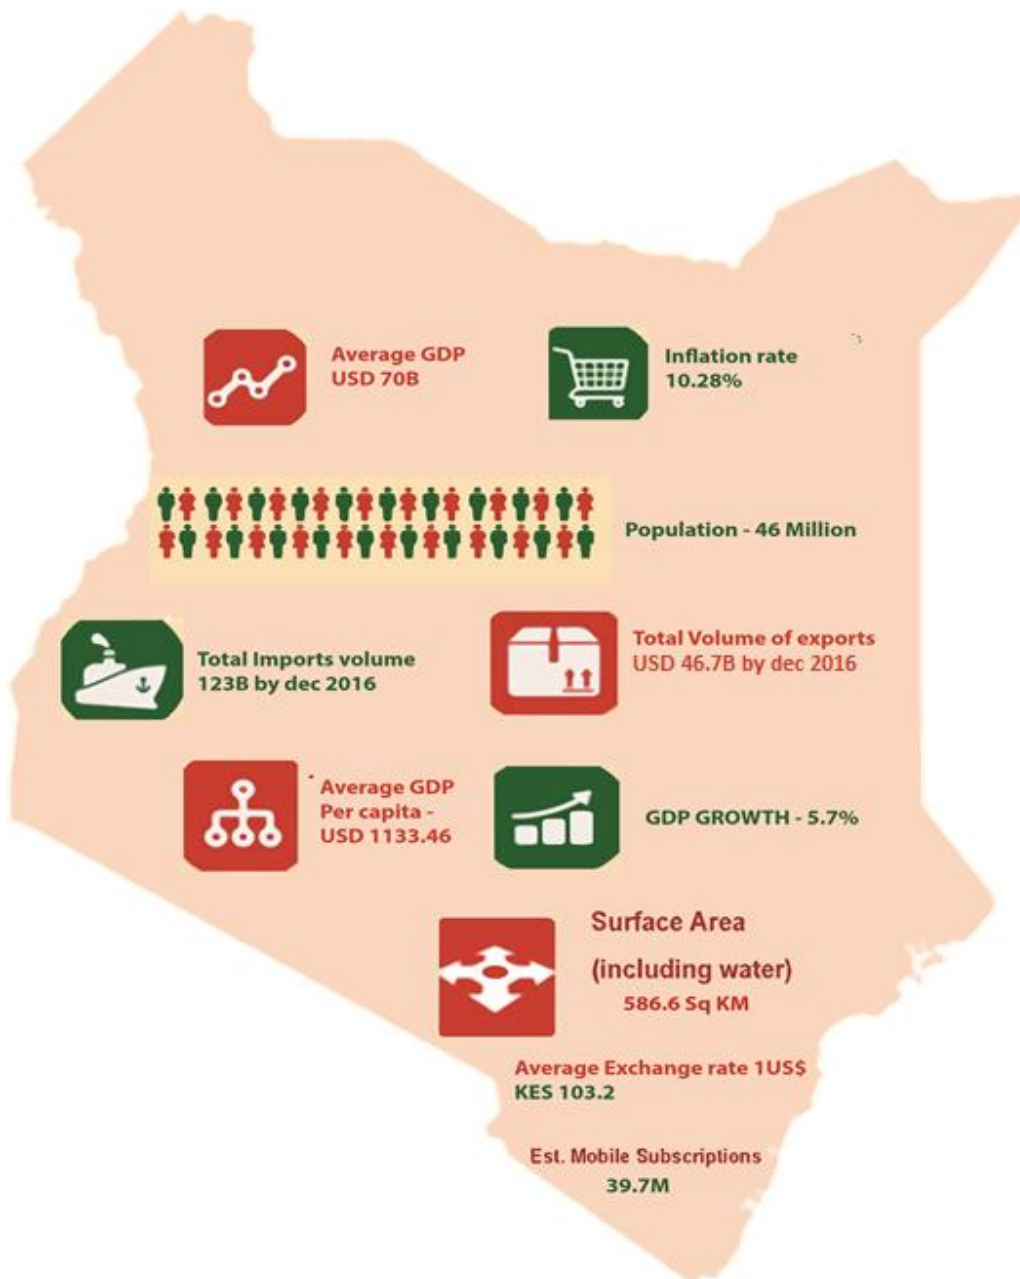 Average GDP
USD 70B
Inflation rate
10.28%
Population - 46 Million
Total Imports volume
123B by dec 2016
Total Volume of exports
USD 46.7B by dec 2016
Average GDP
Per capita -
USD 1133.46
GDP GROWTH - 5.7%
Surface Area
(including water)
586.6 Sq KM
Average Exchange rate 1US$
KES 103.2
Est. Mobile Subscriptions
39.7M